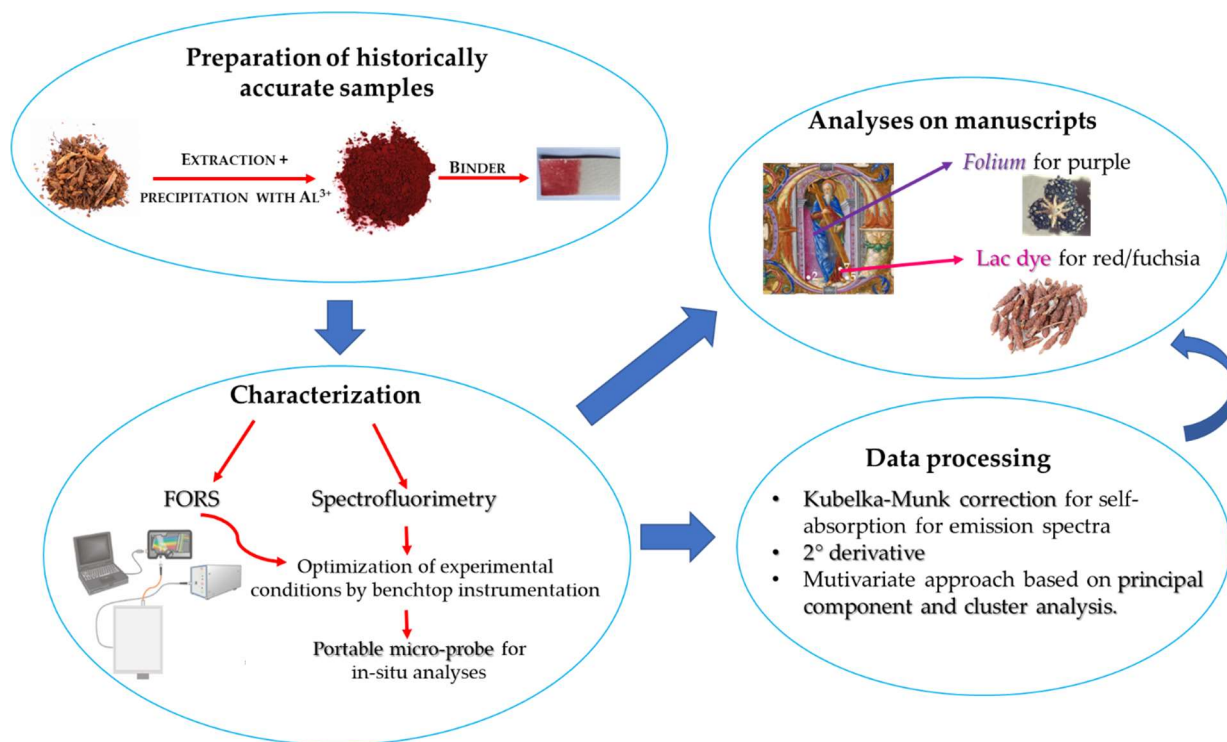 Preparation of historically
accurate samples
EXTRACTION +
PRECIPITATION WITH AL³⁺
BINDER
Characterization
FORS
Spectrofluorimetry
Optimization of experimental
conditions by benchtop instrumentation
Portable micro-probe for
in-situ analyses
Analyses on manuscripts
Folium for purple
Lac dye for red/fuchsia
Data processing
• Kubelka-Munk correction for self-
absorption for emission spectra
• 2° derivative
• Mutivariate approach based on principal
component and cluster analysis.